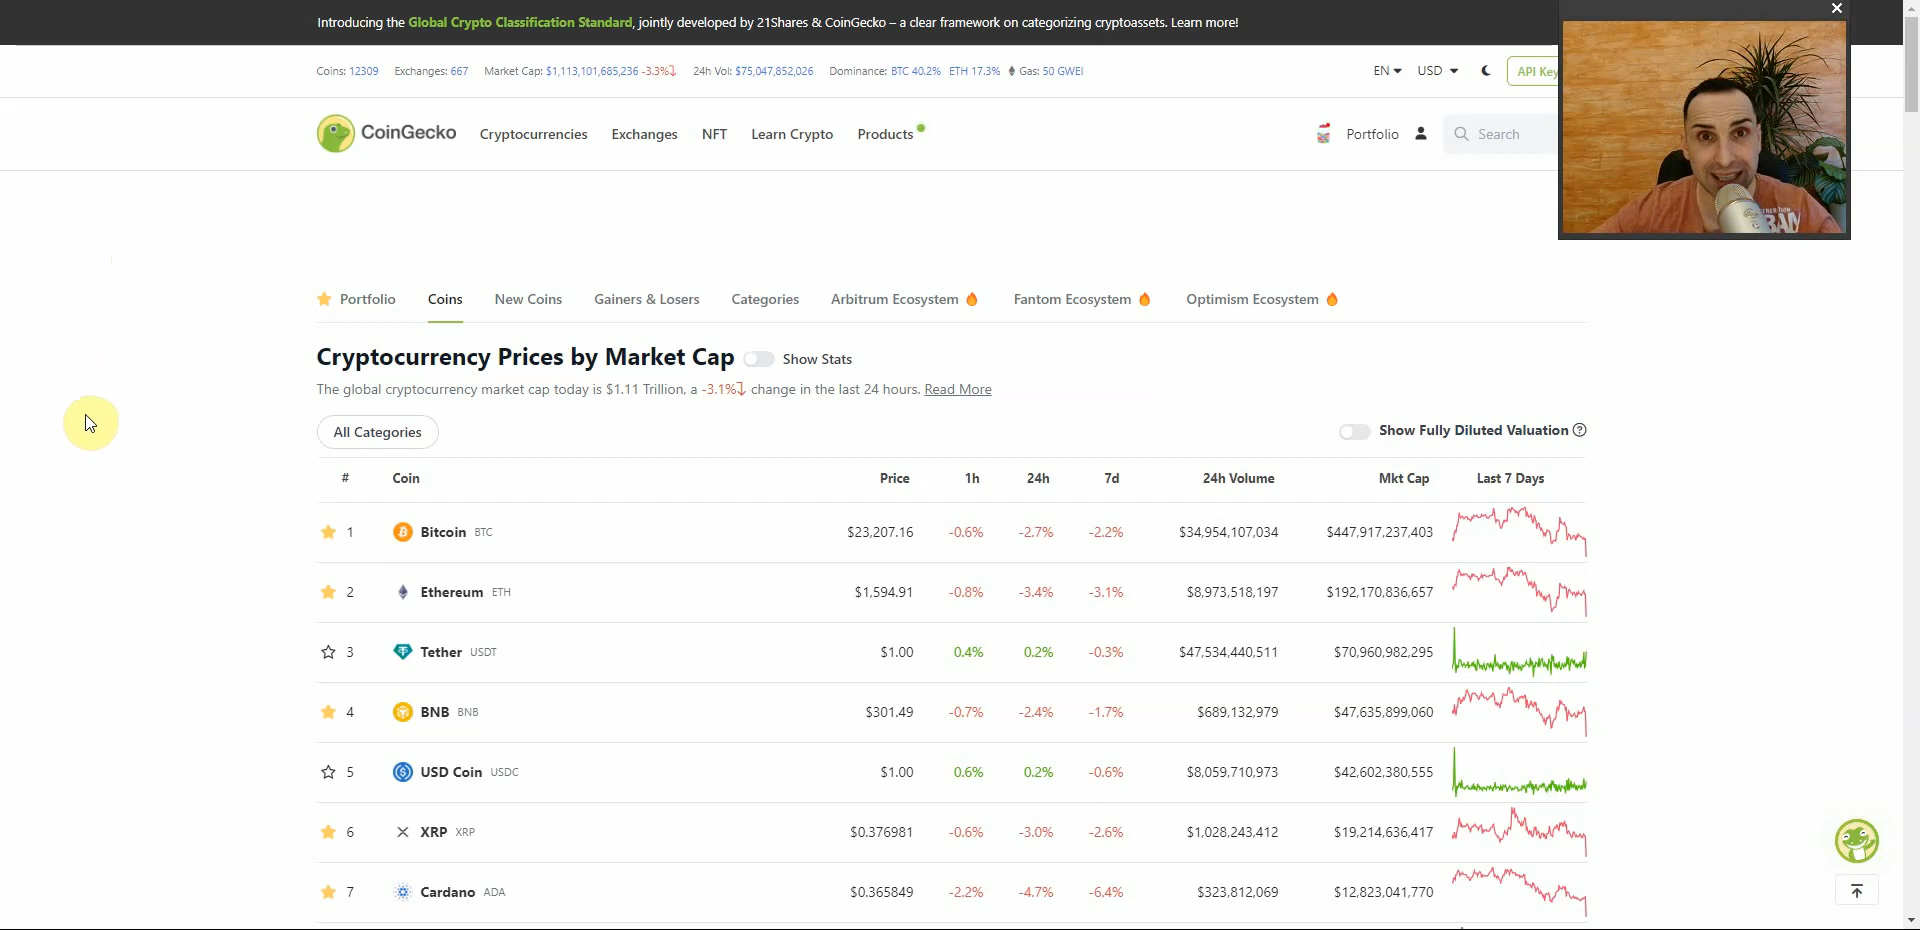 Introducing the Global Crypto Classification Standard, jointly developed by 21Shares & CoinGecko – a clear framework on categorizing cryptoassets. Learn more!
Coins: 12309 Exchanges: 667 Market Cap: $1,113,101,685,236 -3.3% 24h Vol: $75,047,852,026 Dominance: BTC 40.2% ETH 17.3% Gas: 50 GWEI EN USD API Key
CoinGecko Cryptocurrencies Exchanges NFT Learn Crypto Products Portfolio Search
Portfolio Coins New Coins Gainers & Losers Categories Arbitrum Ecosystem 🔥 Fantom Ecosystem 🔥 Optimism Ecosystem 🔥
Cryptocurrency Prices by Market Cap Show Stats
The global cryptocurrency market cap today is $1.11 Trillion, a -3.1% change in the last 24 hours. Read More
All Categories Show Fully Diluted Valuation
# Coin Price 1h 24h 7d 24h Volume Mkt Cap Last 7 Days
1 Bitcoin BTC $23,207.16 -0.6% -2.7% -2.2% $34,954,107,034 $447,917,237,403
2 Ethereum ETH $1,594.91 -0.8% -3.4% -3.1% $8,973,518,197 $192,170,836,657
3 Tether USDT $1.00 0.4% 0.2% -0.3% $47,534,440,511 $70,960,982,295
4 BNB BNB $301.49 -0.7% -2.4% -1.7% $689,132,979 $47,635,899,060
5 USD Coin USDC $1.00 0.6% 0.2% -0.6% $8,059,710,973 $42,602,380,555
6 XRP XRP $0.376981 -0.6% -3.0% -2.6% $1,028,243,412 $19,214,636,417
7 Cardano ADA $0.365849 -2.2% -4.7% -6.4% $323,812,069 $12,823,041,770